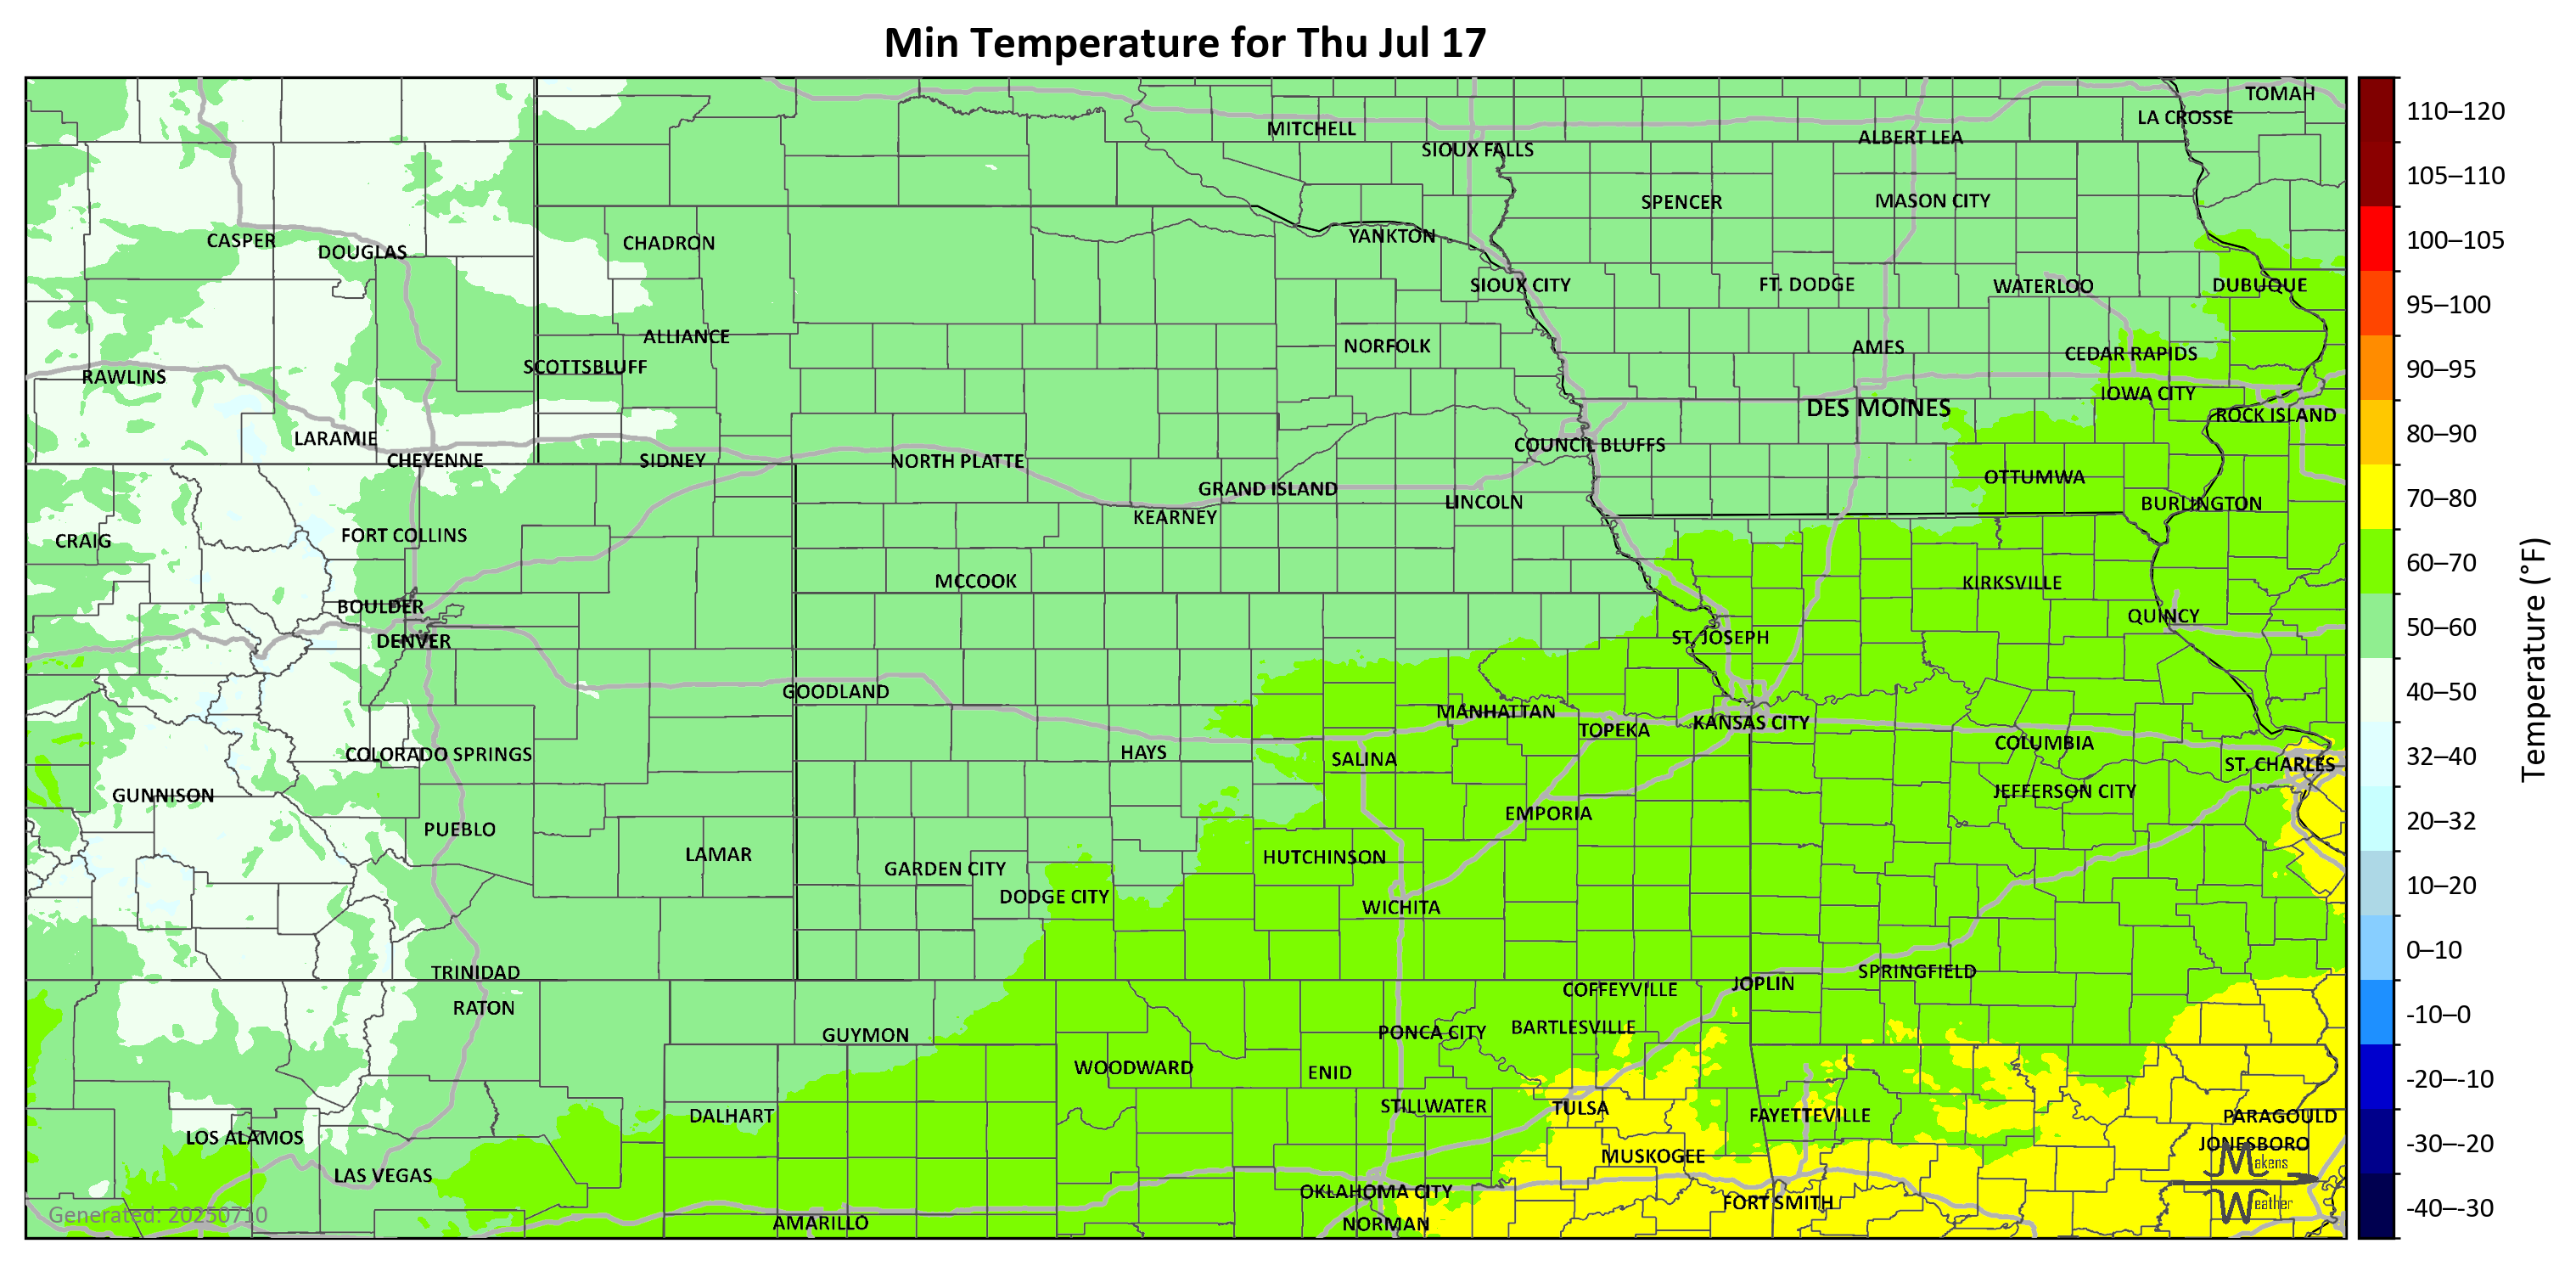 Min Temperature for Thu Jul 17
TOMAH
LA CROSSE
MITCHELL
ALBERT LEA
SIOUX FALLS
SPENCER
MASON CITY
YANKTON
CASPER
CHADRON
DOUGLAS
SIOUX CITY
FT. DODGE
WATERLOO
DUBUQUE
ALLIANCE
NORFOLK
AMES
CEDAR RAPIDS
SCOTTSBLUFF
RAWLINS
IOWA CITY
DES MOINES
ROCK ISLAND
LARAMIE
COUNCIL BLUFFS
CHEYENNE
SIDNEY
NORTH PLATTE
OTTUMWA
GRAND ISLAND
LINCOLN
BURLINGTON
KEARNEY
FORT COLLINS
CRAIG
MCCOOK
KIRKSVILLE
BOULDER
QUINCY
DENVER
ST. JOSEPH
GOODLAND
MANHATTAN
KANSAS CITY
TOPEKA
COLUMBIA
COLORADO SPRINGS
HAYS
SALINA
ST. CHARLES
GUNNISON
JEFFERSON CITY
EMPORIA
PUEBLO
LAMAR
HUTCHINSON
GARDEN CITY
DODGE CITY
WICHITA
TRINIDAD
SPRINGFIELD
JOPLIN
COFFEYVILLE
RATON
GUYMON
PONCA CITY
BARTLESVILLE
WOODWARD
ENID
STILLWATER
TULSA
DALHART
FAYETTEVILLE
PARAGOULD
LOS ALAMOS
JONESBORO
MUSKOGEE
LAS VEGAS
OKLAHOMA CITY
FORT SMITH
AMARILLO
NORMAN
Makens
Weather
Generated: 20250710
110–120
105–110
100–105
95–100
90–95
80–90
70–80
60–70
50–60
40–50
32–40
20–32
10–20
0–10
-10–0
-20–-10
-30–-20
-40–-30
Temperature (°F)